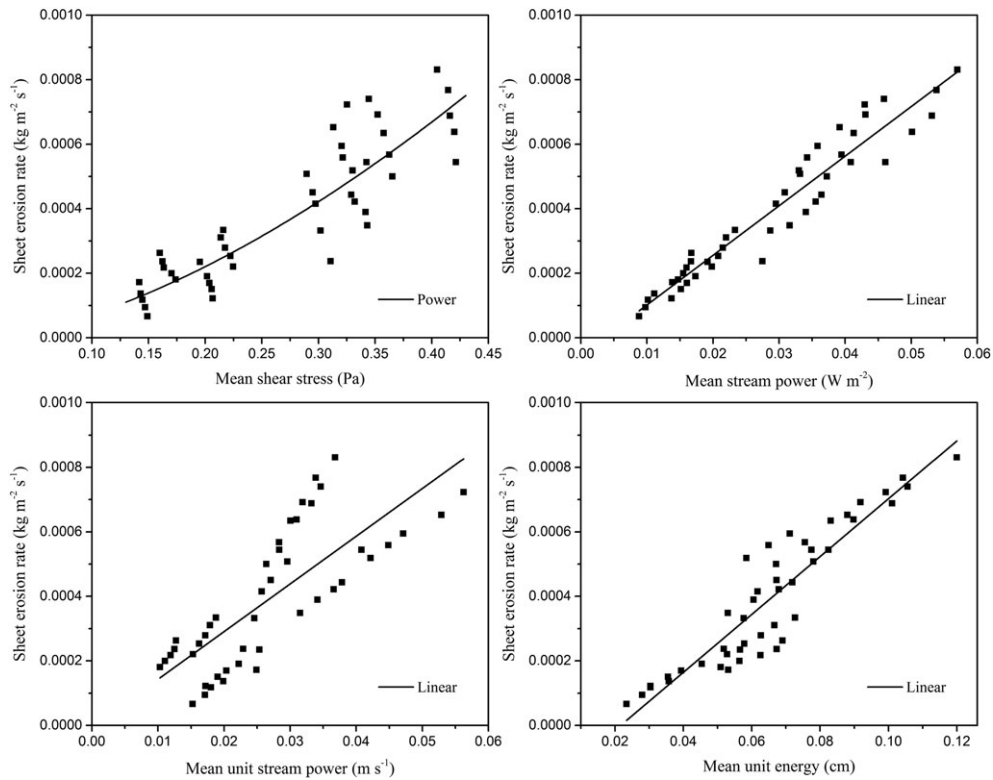 0.0010
0.0008
0.0006
0.0004
0.0002
0.0000
Sheet erosion rate (kg m⁻² s⁻¹)
Power
0.10 0.15 0.20 0.25 0.30 0.35 0.40 0.45
Mean shear stress (Pa)
0.0010
0.0008
0.0006
0.0004
0.0002
0.0000
Sheet erosion rate (kg m⁻² s⁻¹)
Linear
0.00 0.01 0.02 0.03 0.04 0.05 0.06
Mean stream power (W m⁻²)
0.0010
0.0008
0.0006
0.0004
0.0002
0.0000
Sheet erosion rate (kg m⁻² s⁻¹)
Linear
0.00 0.01 0.02 0.03 0.04 0.05 0.06
Mean unit stream power (m s⁻¹)
0.0010
0.0008
0.0006
0.0004
0.0002
0.0000
Sheet erosion rate (kg m⁻² s⁻¹)
Linear
0.02 0.04 0.06 0.08 0.10 0.12
Mean unit energy (cm)